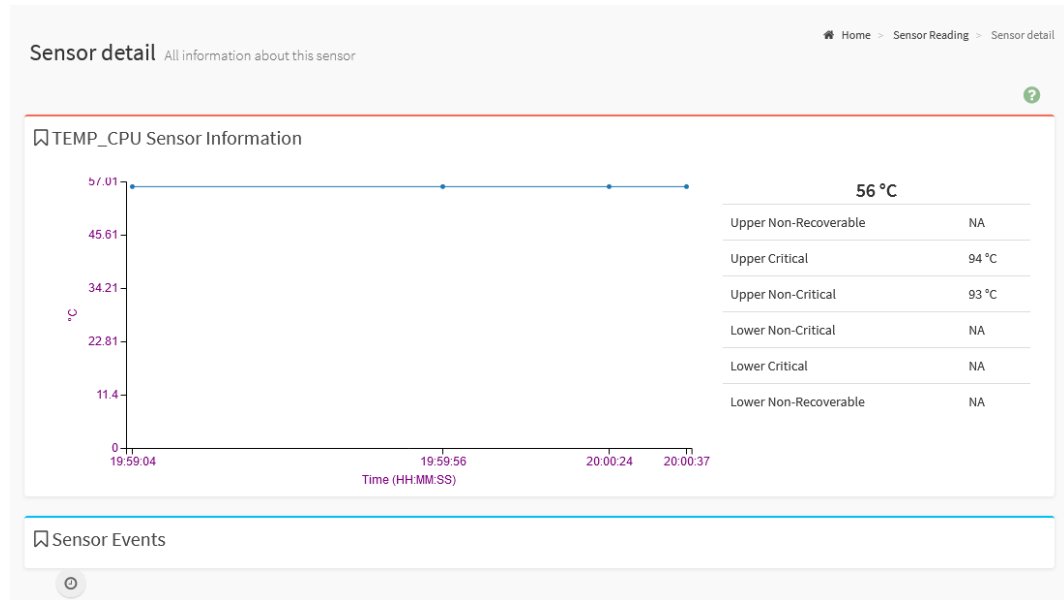 Home > Sensor Reading > Sensor detail
Sensor detail All information about this sensor
TEMP_CPU Sensor Information
57.01
45.61
34.21
22.81
11.4
0
°C
19:59:04 19:59:56 20:00:24 20:00:37
Time (HH:MM:SS)
56 °C
Upper Non-Recoverable NA
Upper Critical 94 °C
Upper Non-Critical 93 °C
Lower Non-Critical NA
Lower Critical NA
Lower Non-Recoverable NA
Sensor Events